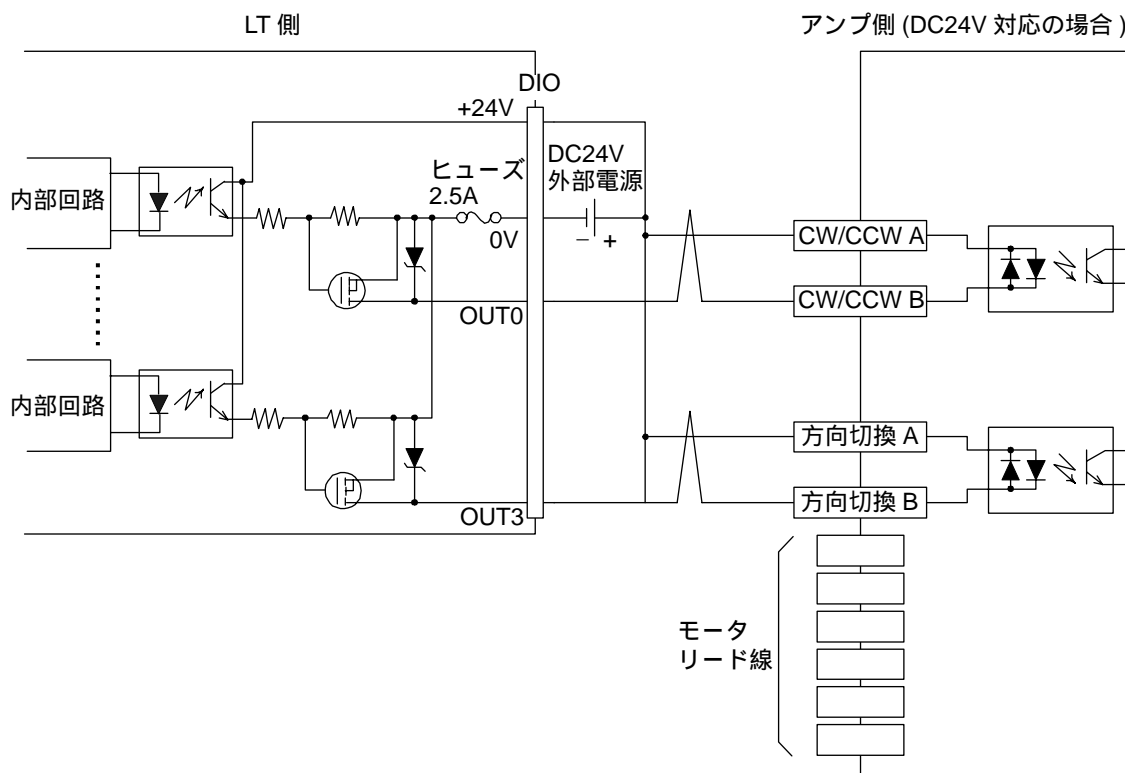 LT 側
アンプ側 (DC24V 対応の場合 )
DIO
+24V
DC24V
外部電源
ヒューズ
2.5A
0V
− +
内部回路
CW/CCW A
CW/CCW B
OUT0
内部回路
方向切換 A
方向切換 B
OUT3
モータ
リード線